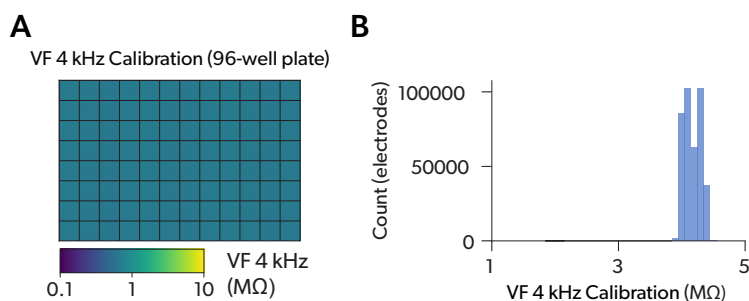 A
VF 4 kHz Calibration (96-well plate)
0.1
1
10
VF 4 kHz
(MΩ)
B
Count (electrodes)
100000
50000
0
1
3
5
VF 4 kHz Calibration (MΩ)